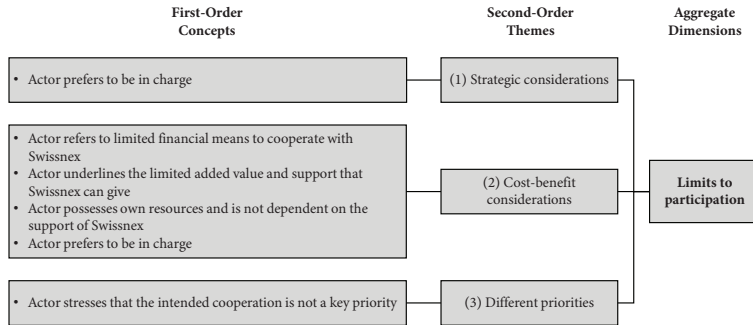 First-Order
Concepts
Second-Order
Themes
Aggregate
Dimensions
• Actor prefers to be in charge
(1) Strategic considerations
• Actor refers to limited financial means to cooperate with
Swissnex
• Actor underlines the limited added value and support that
Swissnex can give
• Actor possesses own resources and is not dependent on the
support of Swissnex
• Actor prefers to be in charge
(2) Cost-benefit
considerations
Limits to
participation
• Actor stresses that the intended cooperation is not a key priority
(3) Different priorities